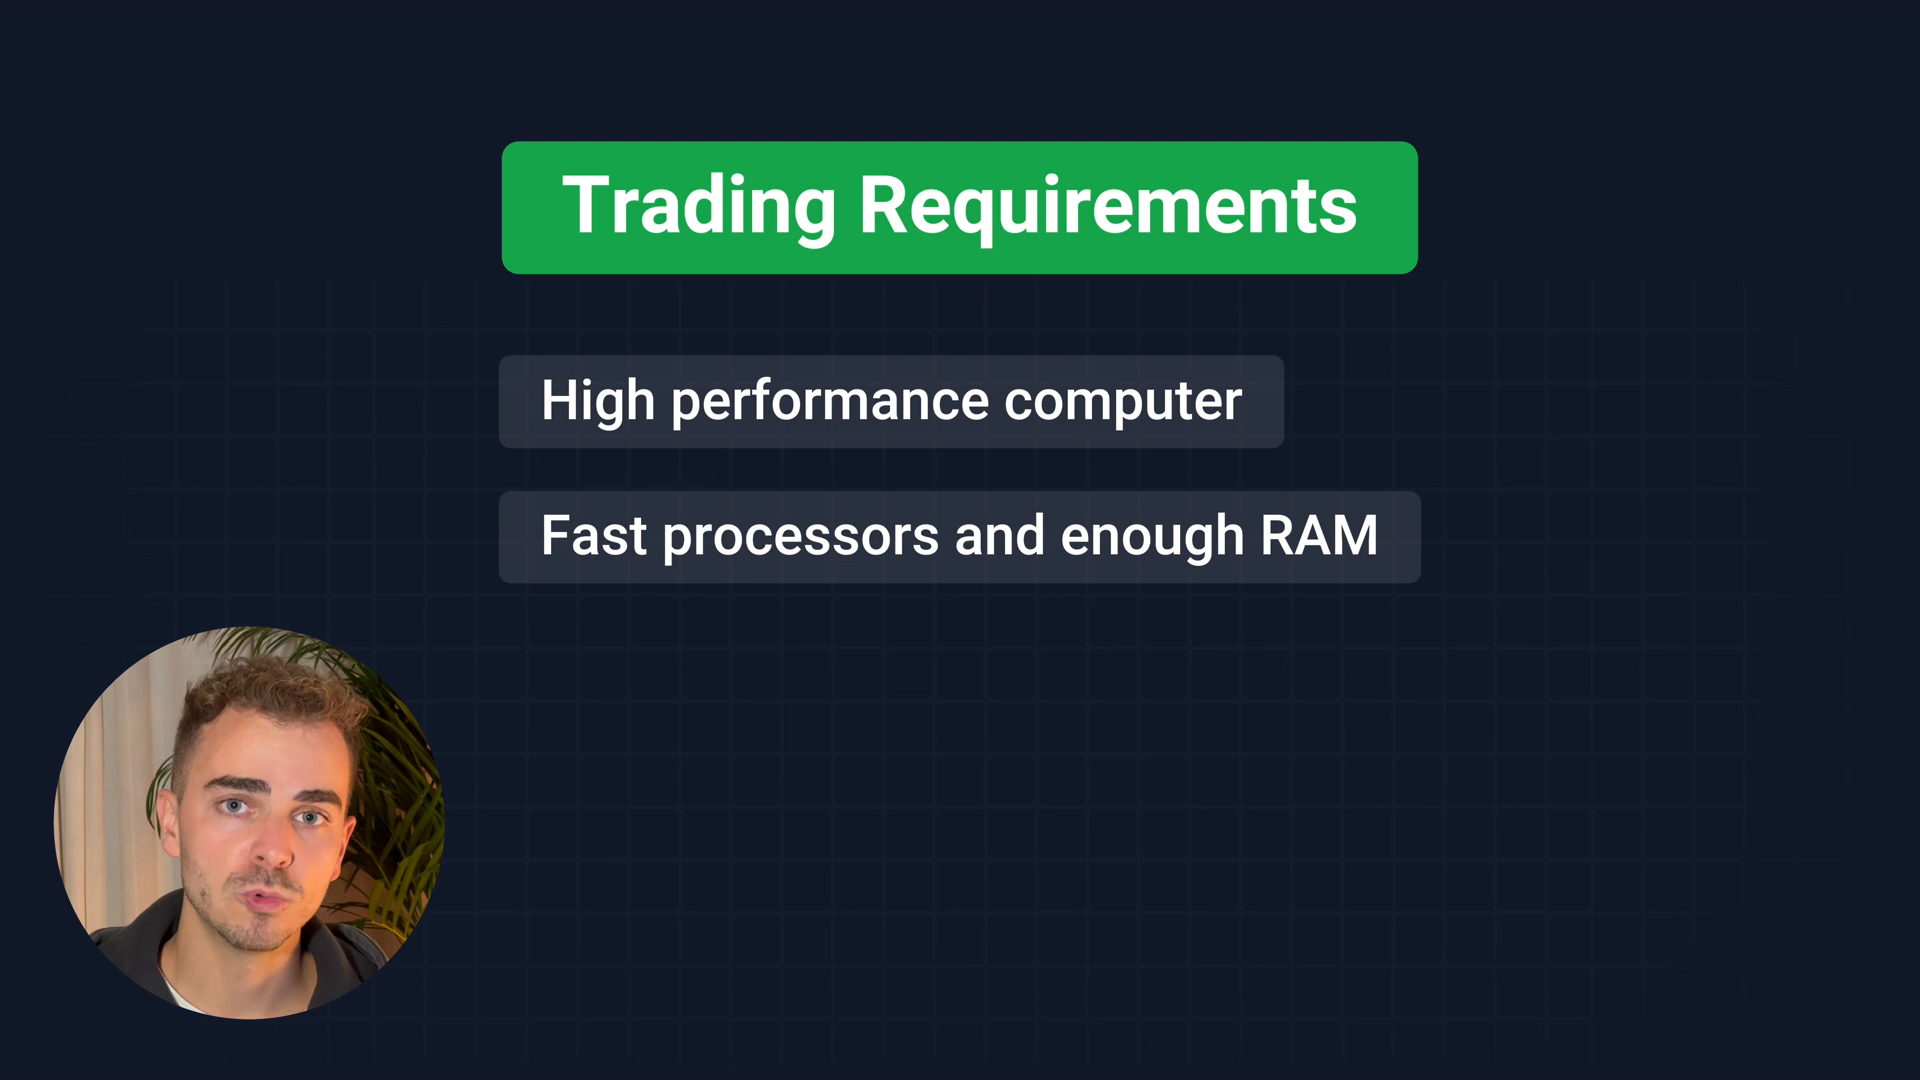 Trading Requirements
High performance computer
Fast processors and enough RAM